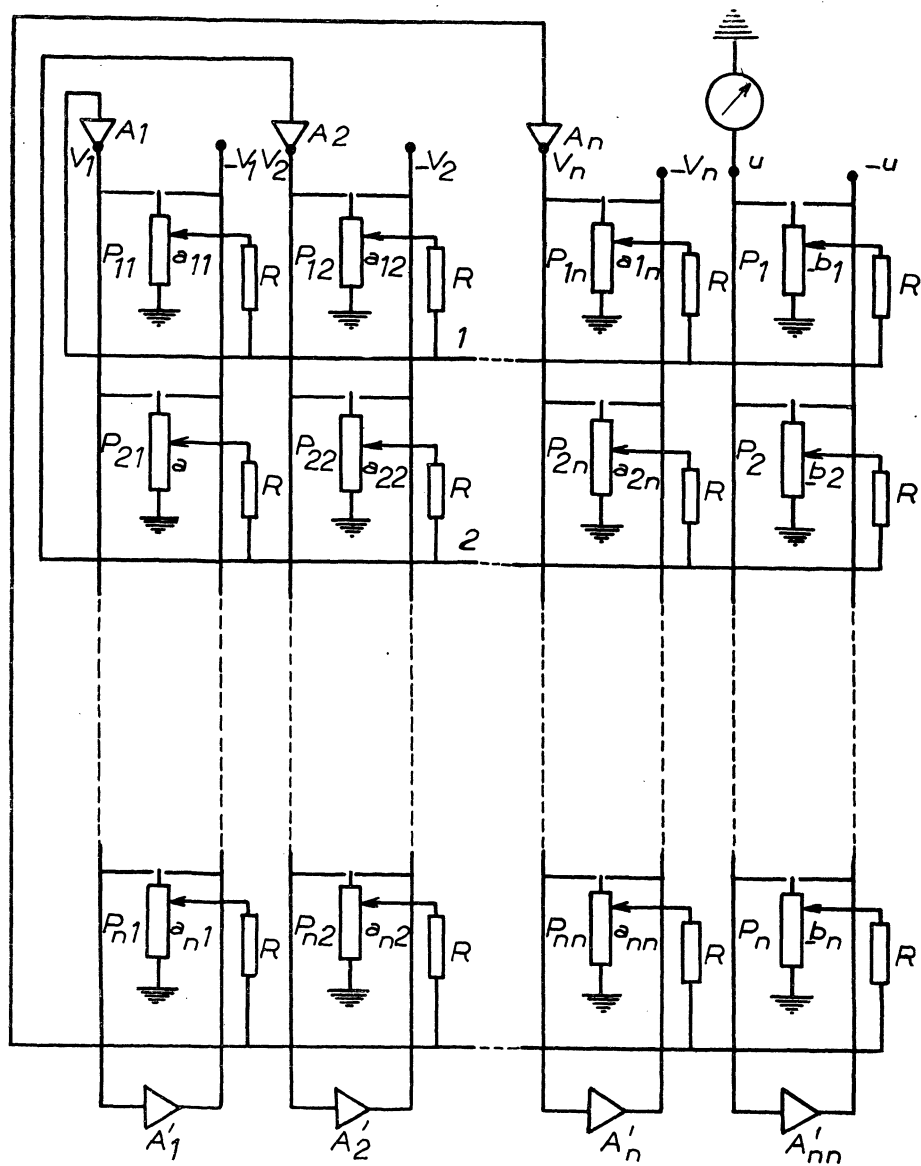 A1 A2 An
V1 -V1 V2 -V2 Vn -Vn u -u
P11 a11 R P12 a12 R P1n a1n R P1 -b1 R
1
P21 a R P22 a22 R P2n a2n R P2 -b2 R
2
Pn1 an1 R Pn2 an2 R Pnn ann R Pn -bn R
A'1 A'2 A'n A'nn